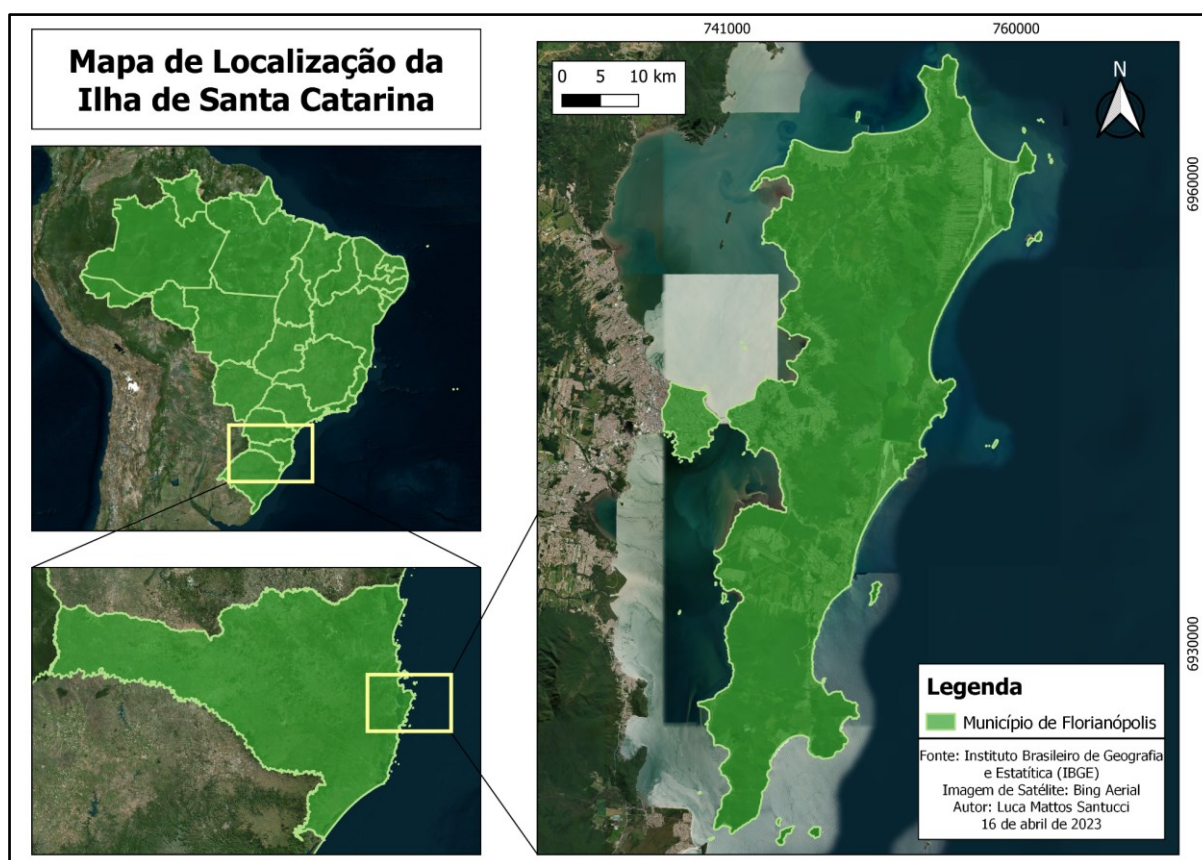 Mapa de Localização da
Ilha de Santa Catarina
741000
760000
0 5 10 km
N
6960000
6930000
Legenda
Município de Florianópolis
Fonte: Instituto Brasileiro de Geografia
e Estatítica (IBGE)
Imagem de Satélite: Bing Aerial
Autor: Luca Mattos Santucci
16 de abril de 2023